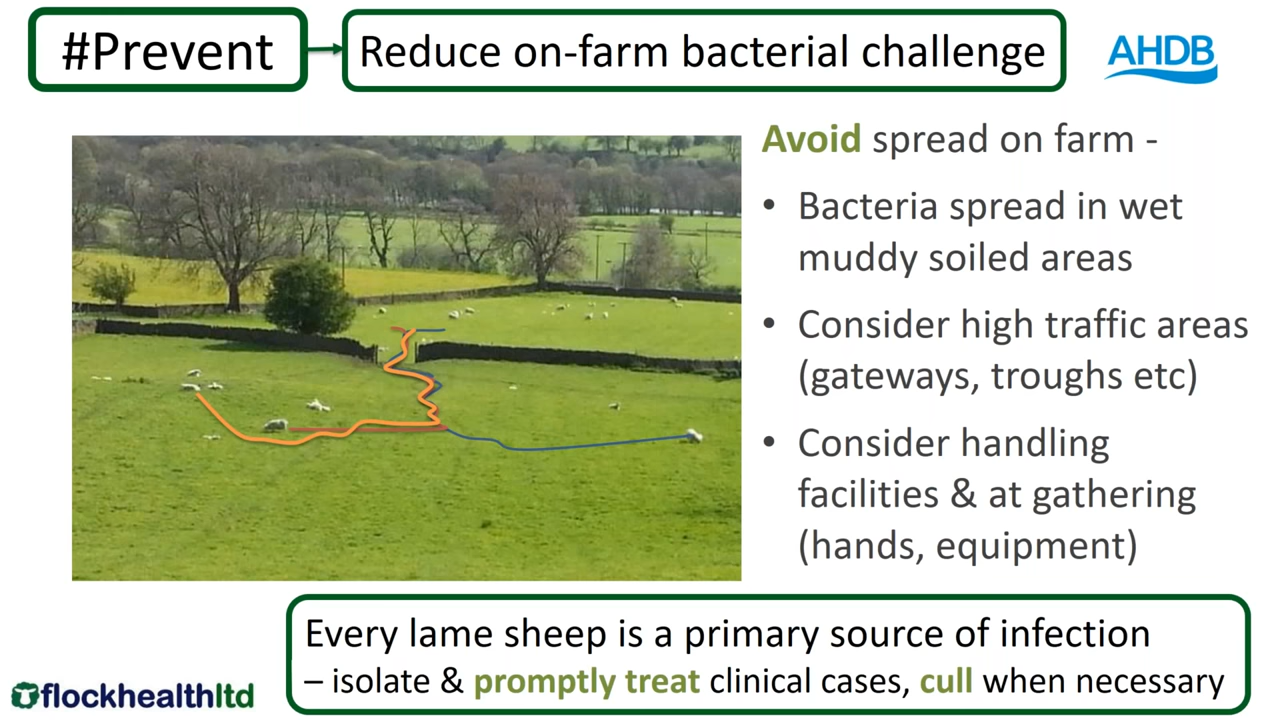 #Prevent
Reduce on-farm bacterial challenge
AHDB
Avoid spread on farm -
• Bacteria spread in wet
muddy soiled areas
• Consider high traffic areas
(gateways, troughs etc)
• Consider handling
facilities & at gathering
(hands, equipment)
Every lame sheep is a primary source of infection
– isolate & promptly treat clinical cases, cull when necessary
flockhealthltd